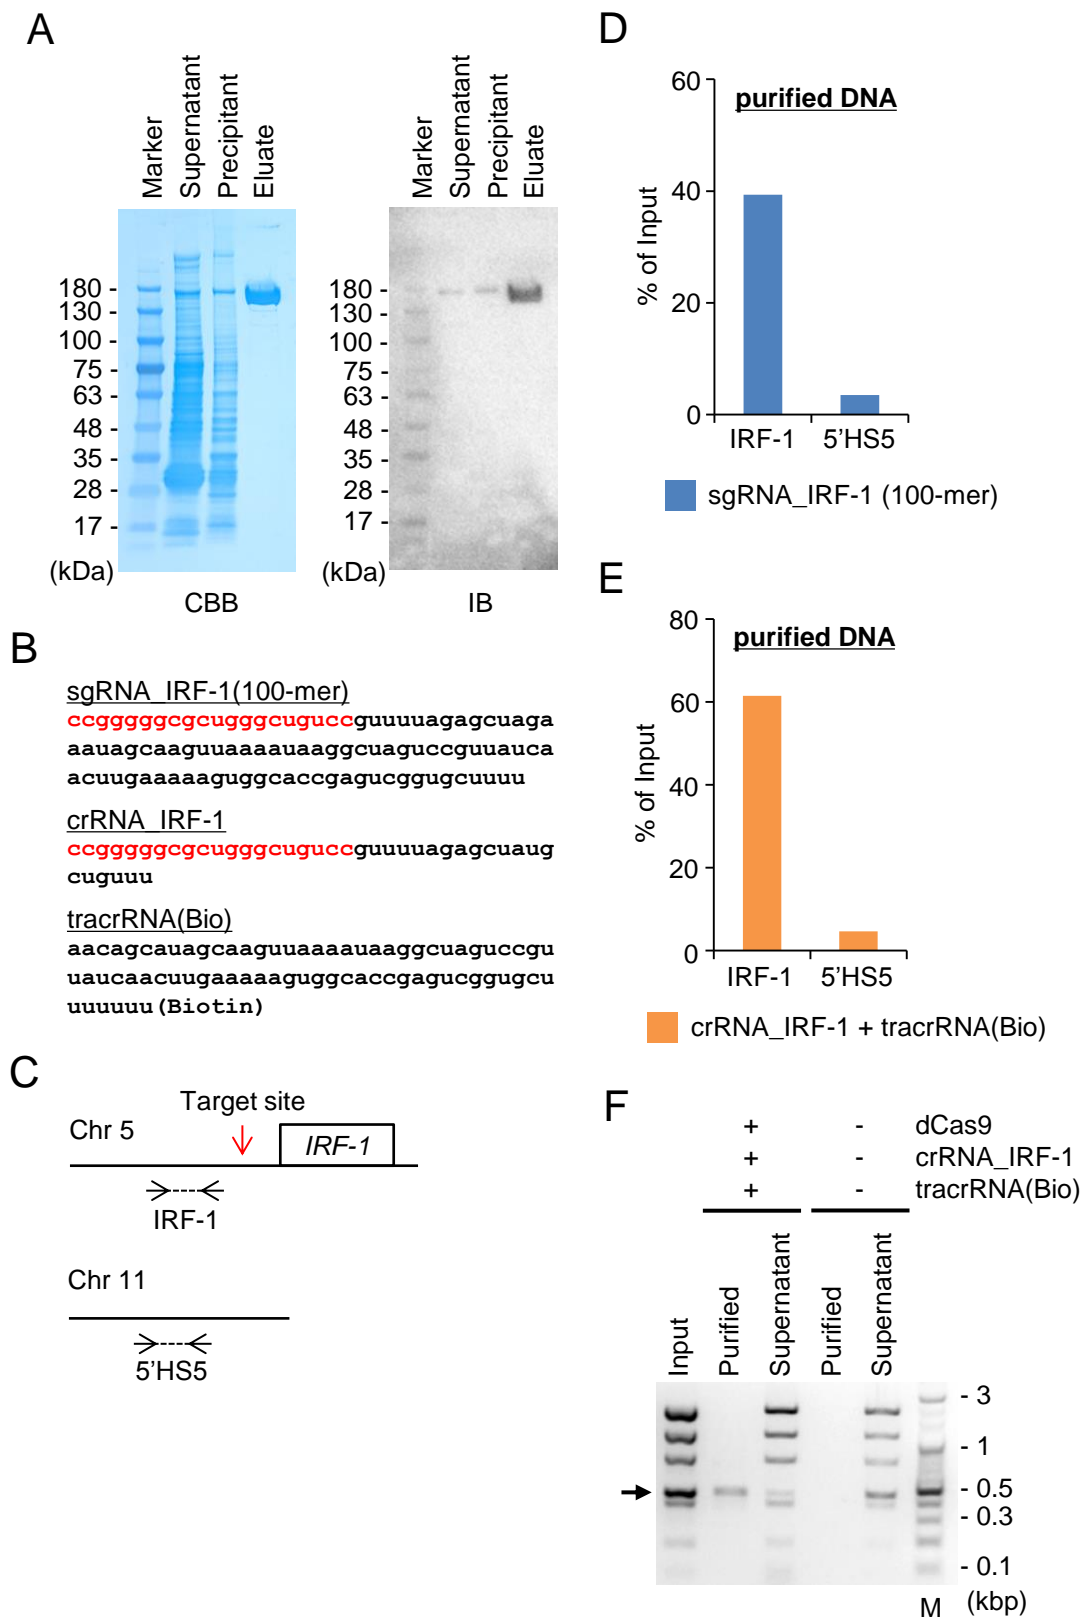 A
Marker
Supernatant
Precipitant
Eluate
180 -
130 -
100 -
75 -
63 -
48 -
35 -
28 -
17 -
(kDa)
CBB
Marker
Supernatant
Precipitant
Eluate
180 -
130 -
100 -
75 -
63 -
48 -
35 -
28 -
17 -
(kDa)
IB
B
sgRNA_IRF-1(100-mer)
ccgggggcgcugggcuguccguuuuagagcuaga
aauagcaaguuaaaauaaggcuaguccguuauca
acuugaaaaaguggcaccgagucggugcuuuu
crRNA_IRF-1
ccgggggcgcugggcuguccguuuuagagcuaug
cuguuu
tracrRNA(Bio)
aacagcauagcaaguuaaaauaaggcuaguccgu
uaucaacuugaaaaaguggcaccgagucggugcu
uuuuuu(Biotin)
C
Target site
Chr 5
IRF-1
IRF-1
Chr 11
5'HS5
D
purified DNA
% of Input
60
40
20
0
IRF-1 5'HS5
sgRNA_IRF-1 (100-mer)
E
purified DNA
% of Input
80
60
40
20
0
IRF-1 5'HS5
crRNA_IRF-1 + tracrRNA(Bio)
F
+ - dCas9
+ - crRNA_IRF-1
+ - tracrRNA(Bio)
Input
Purified
Supernatant
Purified
Supernatant
- 3
- 1
- 0.5
- 0.3
- 0.1
M (kbp)